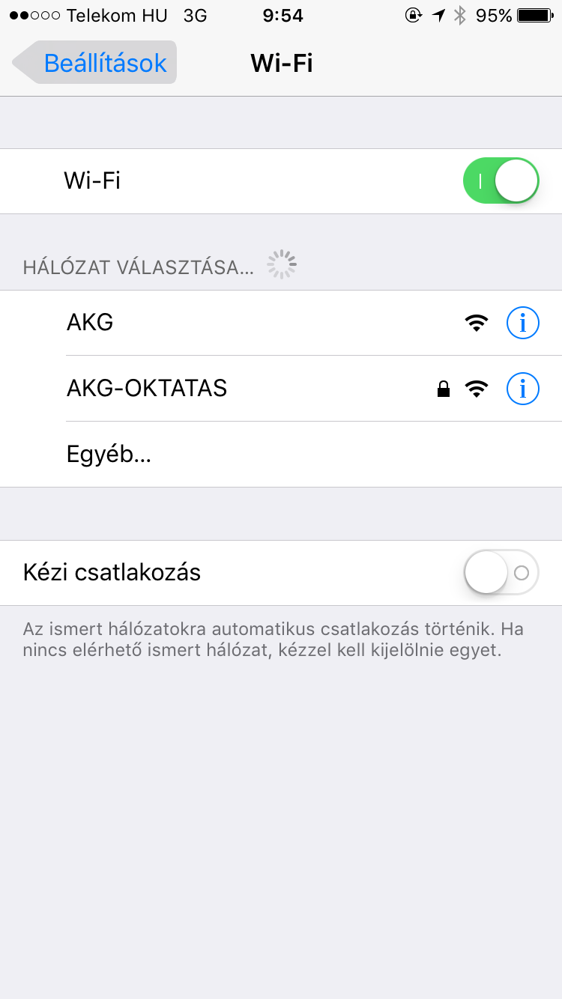 Telekom HU 3G 9:54 95%
Beállítások Wi-Fi
Wi-Fi
HÁLÓZAT VÁLASZTÁSA...
AKG
AKG-OKTATAS
Egyéb...
Kézi csatlakozás
Az ismert hálózatokra automatikus csatlakozás történik. Ha
nincs elérhető ismert hálózat, kézzel kell kijelölnie egyet.